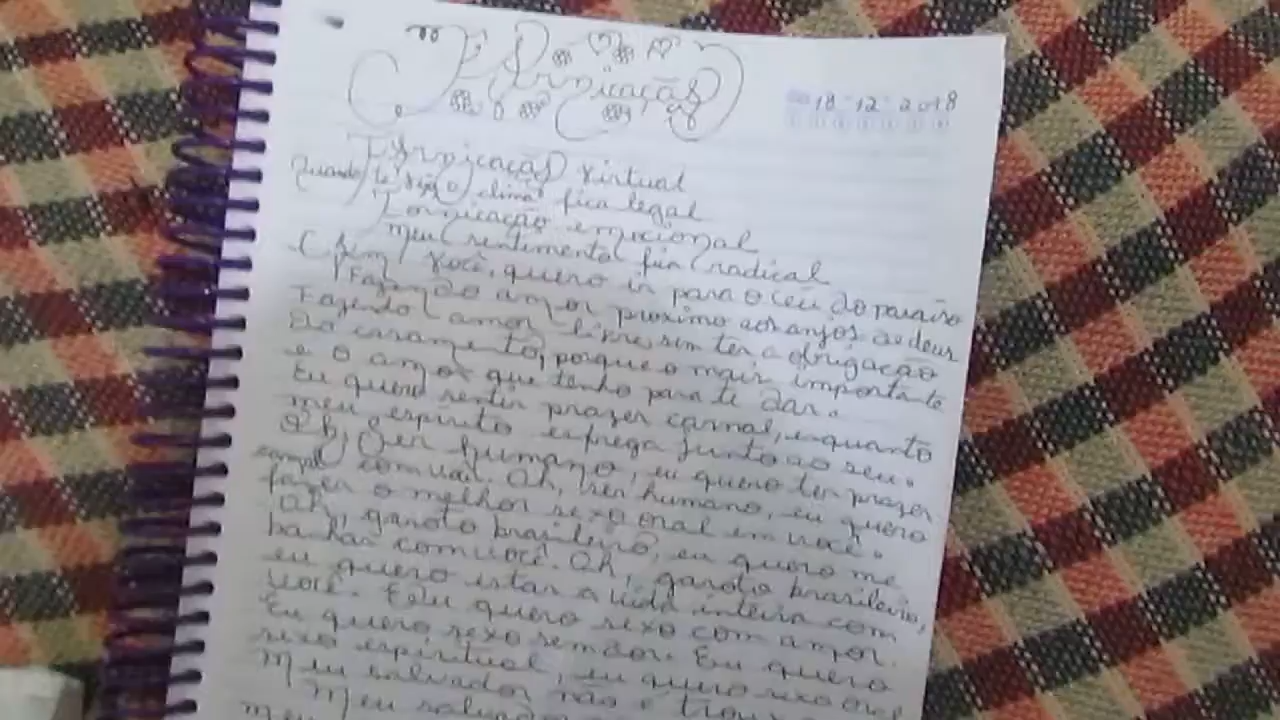 Fornicação
18-12-2018
Fornicação virtual
Quando te vejo o clima fica legal
Fornicação emocional
Meu sentimento fica radical
Com você, quero ir para o céu do paraíso
Fazendo amor proximo aos anjos de deus
Fazendo amor livre, sem ter a obrigação
Do casamento, porque o mais importante
e o amor que tenho para te dar.
Eu quero sentir prazer carnal, enquanto
meu espírito esfrega junto ao seu.
Oh, Ser humano, eu quero ter prazer
carnal com você. Oh, ser humano, eu quero
fazer o melhor sexo oral em você.
Oh, garoto brasileiro, eu quero me
banhar com você. Oh, garoto brasileiro,
eu quero estar a vida inteira com
você. Eu quero sexo com amor.
Eu quero sexo sem dor. Eu quero
sexo espiritual, eu quero sexo oral
Meu salvador não é
Meu
meu